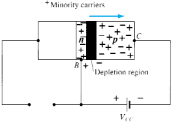 + Minority carriers
+ - + - + - + -
n
p
C
B
+ -
Depletion region
+ -
V_CC